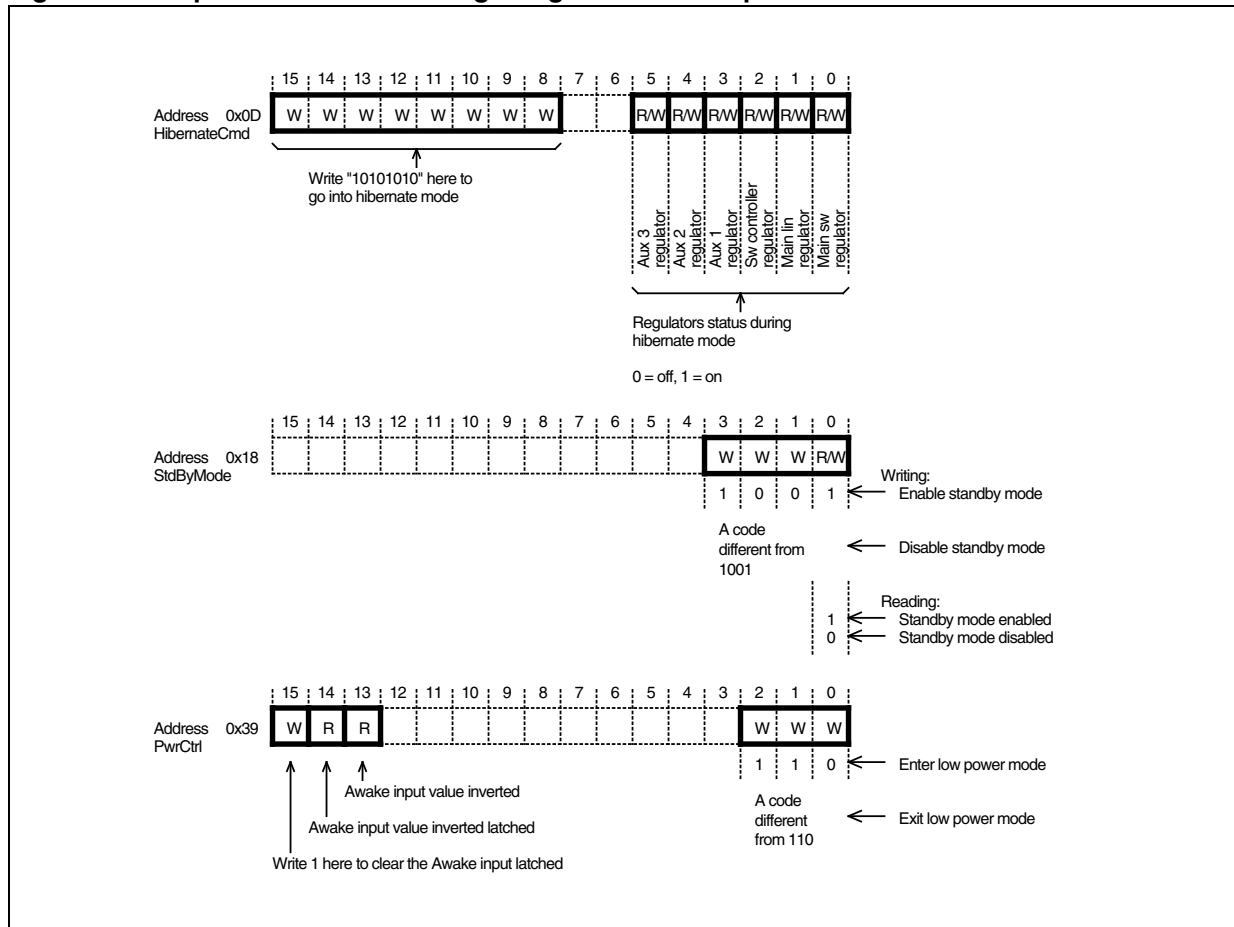 15 14 13 12 11 10 9 8 7 6 5 4 3 2 1 0
Address 0x0D
HibernateCmd
W W W W W W W W R/W R/W R/W R/W R/W R/W
Write "10101010" here to
go into hibernate mode
Aux 3
regulator
Aux 2
regulator
Aux 1
regulator
Sw controller
regulator
Main lin
regulator
Main sw
regulator
Regulators status during
hibernate mode
0 = off, 1 = on
15 14 13 12 11 10 9 8 7 6 5 4 3 2 1 0
Address 0x18
StdByMode
W W W R/W
Writing:
1 0 0 1 Enable standby mode
A code
different from
1001
Disable standby mode
Reading:
1 Standby mode enabled
0 Standby mode disabled
15 14 13 12 11 10 9 8 7 6 5 4 3 2 1 0
Address 0x39
PwrCtrl
W R R W W W
1 1 0 Enter low power mode
Awake input value inverted
A code
different
from 110
Exit low power mode
Awake input value inverted latched
Write 1 here to clear the Awake input latched